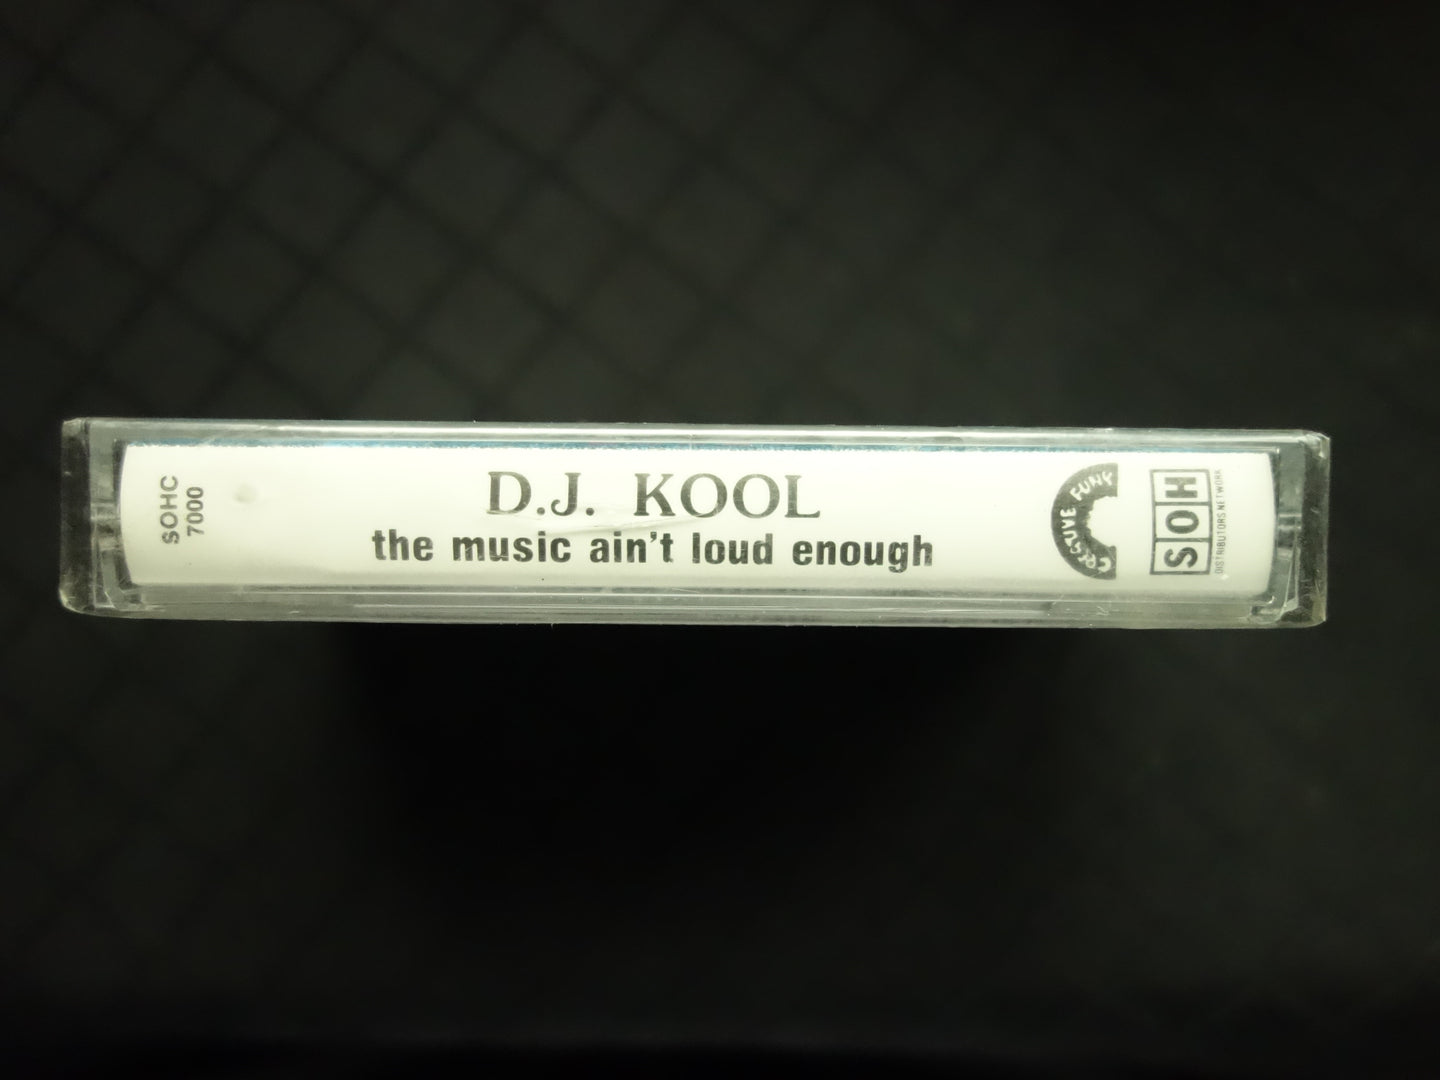 SOHC
7000
D.J. KOOL
the music ain't loud enough
CREATIVE FUNK
SOH
DISTRIBUTORS NETWORK